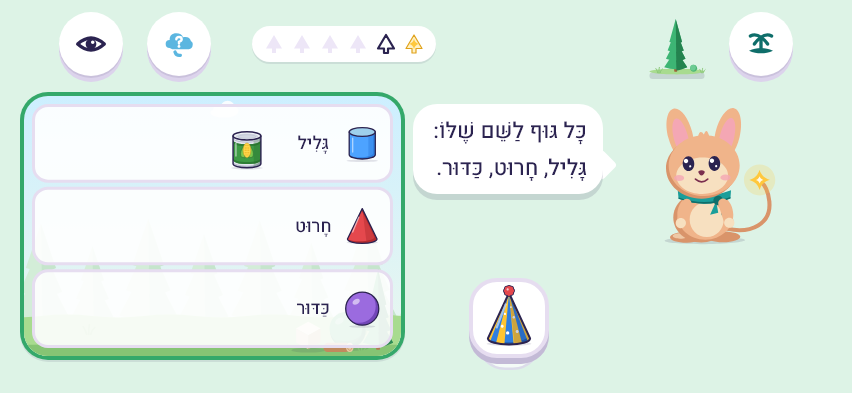 כָּל גּוּף לַשֵּׁם שֶׁלּוֹ:
גָּלִיל, חָרוּט, כַּדּוּר.
גָּלִיל
חָרוּט
כַּדּוּר
?